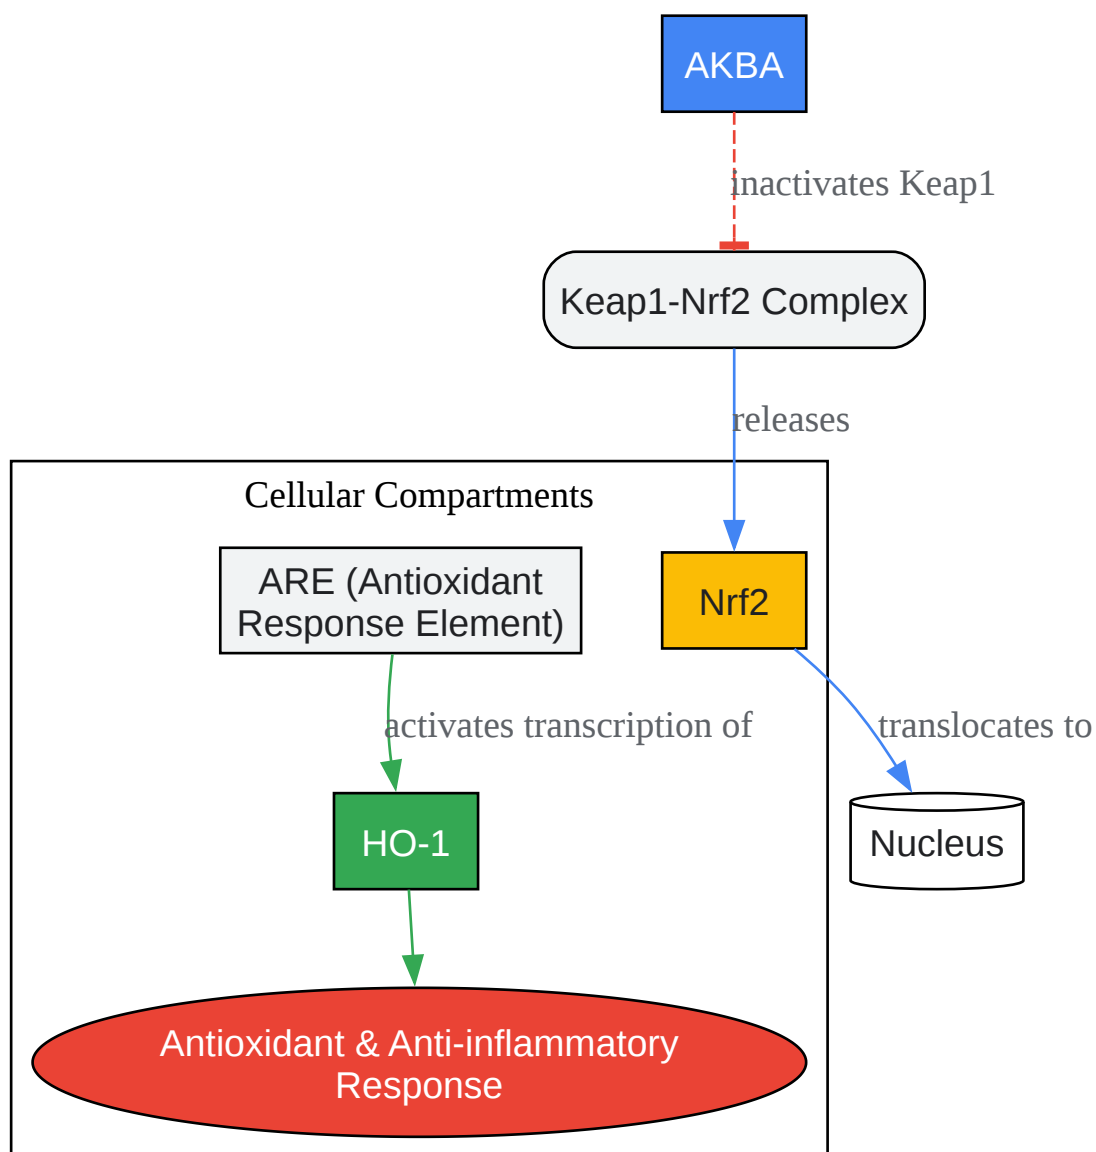 AKBA
inactivates Keap1
Keap1-Nrf2 Complex
releases
Cellular Compartments
ARE (Antioxidant
Response Element)
Nrf2
activates transcription of
translocates to
HO-1
Nucleus
Antioxidant & Anti-inflammatory
Response